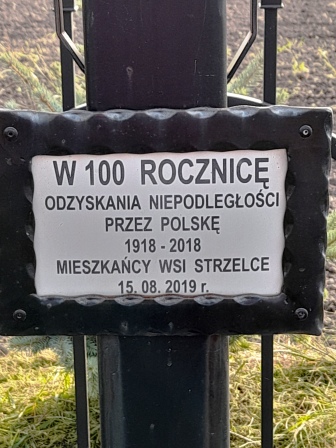 W 100 ROCZNICĘ
ODZYSKANIA NIEPODLEGŁOŚCI
PRZEZ POLSKĘ
1918 - 2018
MIESZKAŃCY WSI STRZELCE
15. 08. 2019 r.